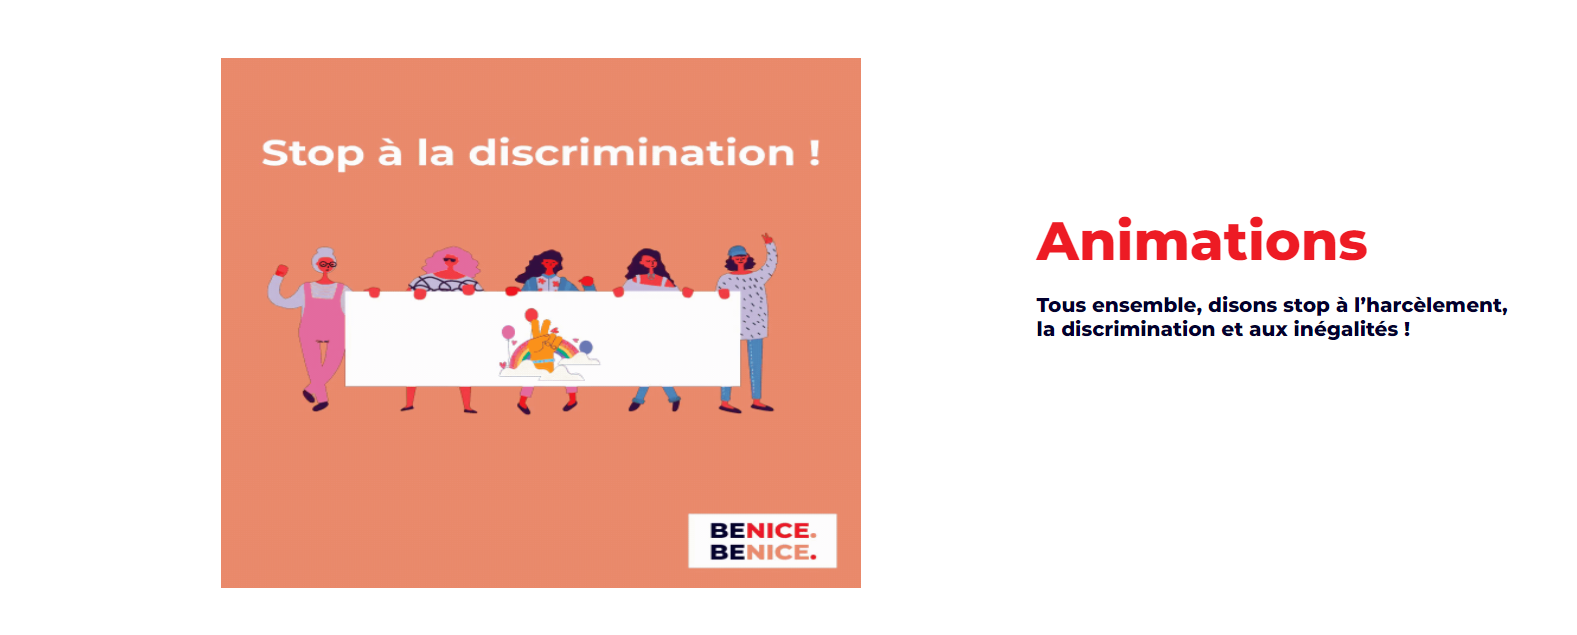 Stop à la discrimination !
BENICE.
BENICE.
Animations
Tous ensemble, disons stop à l’harcèlement,
la discrimination et aux inégalités !